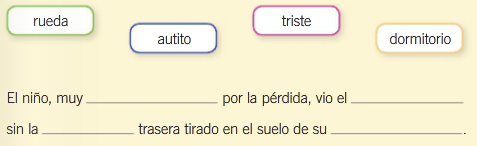 rueda
autito
triste
dormitorio
El niño, muy ____________ por la pérdida, vio el ____________
sin la ____________ trasera tirado en el suelo de su ____________.